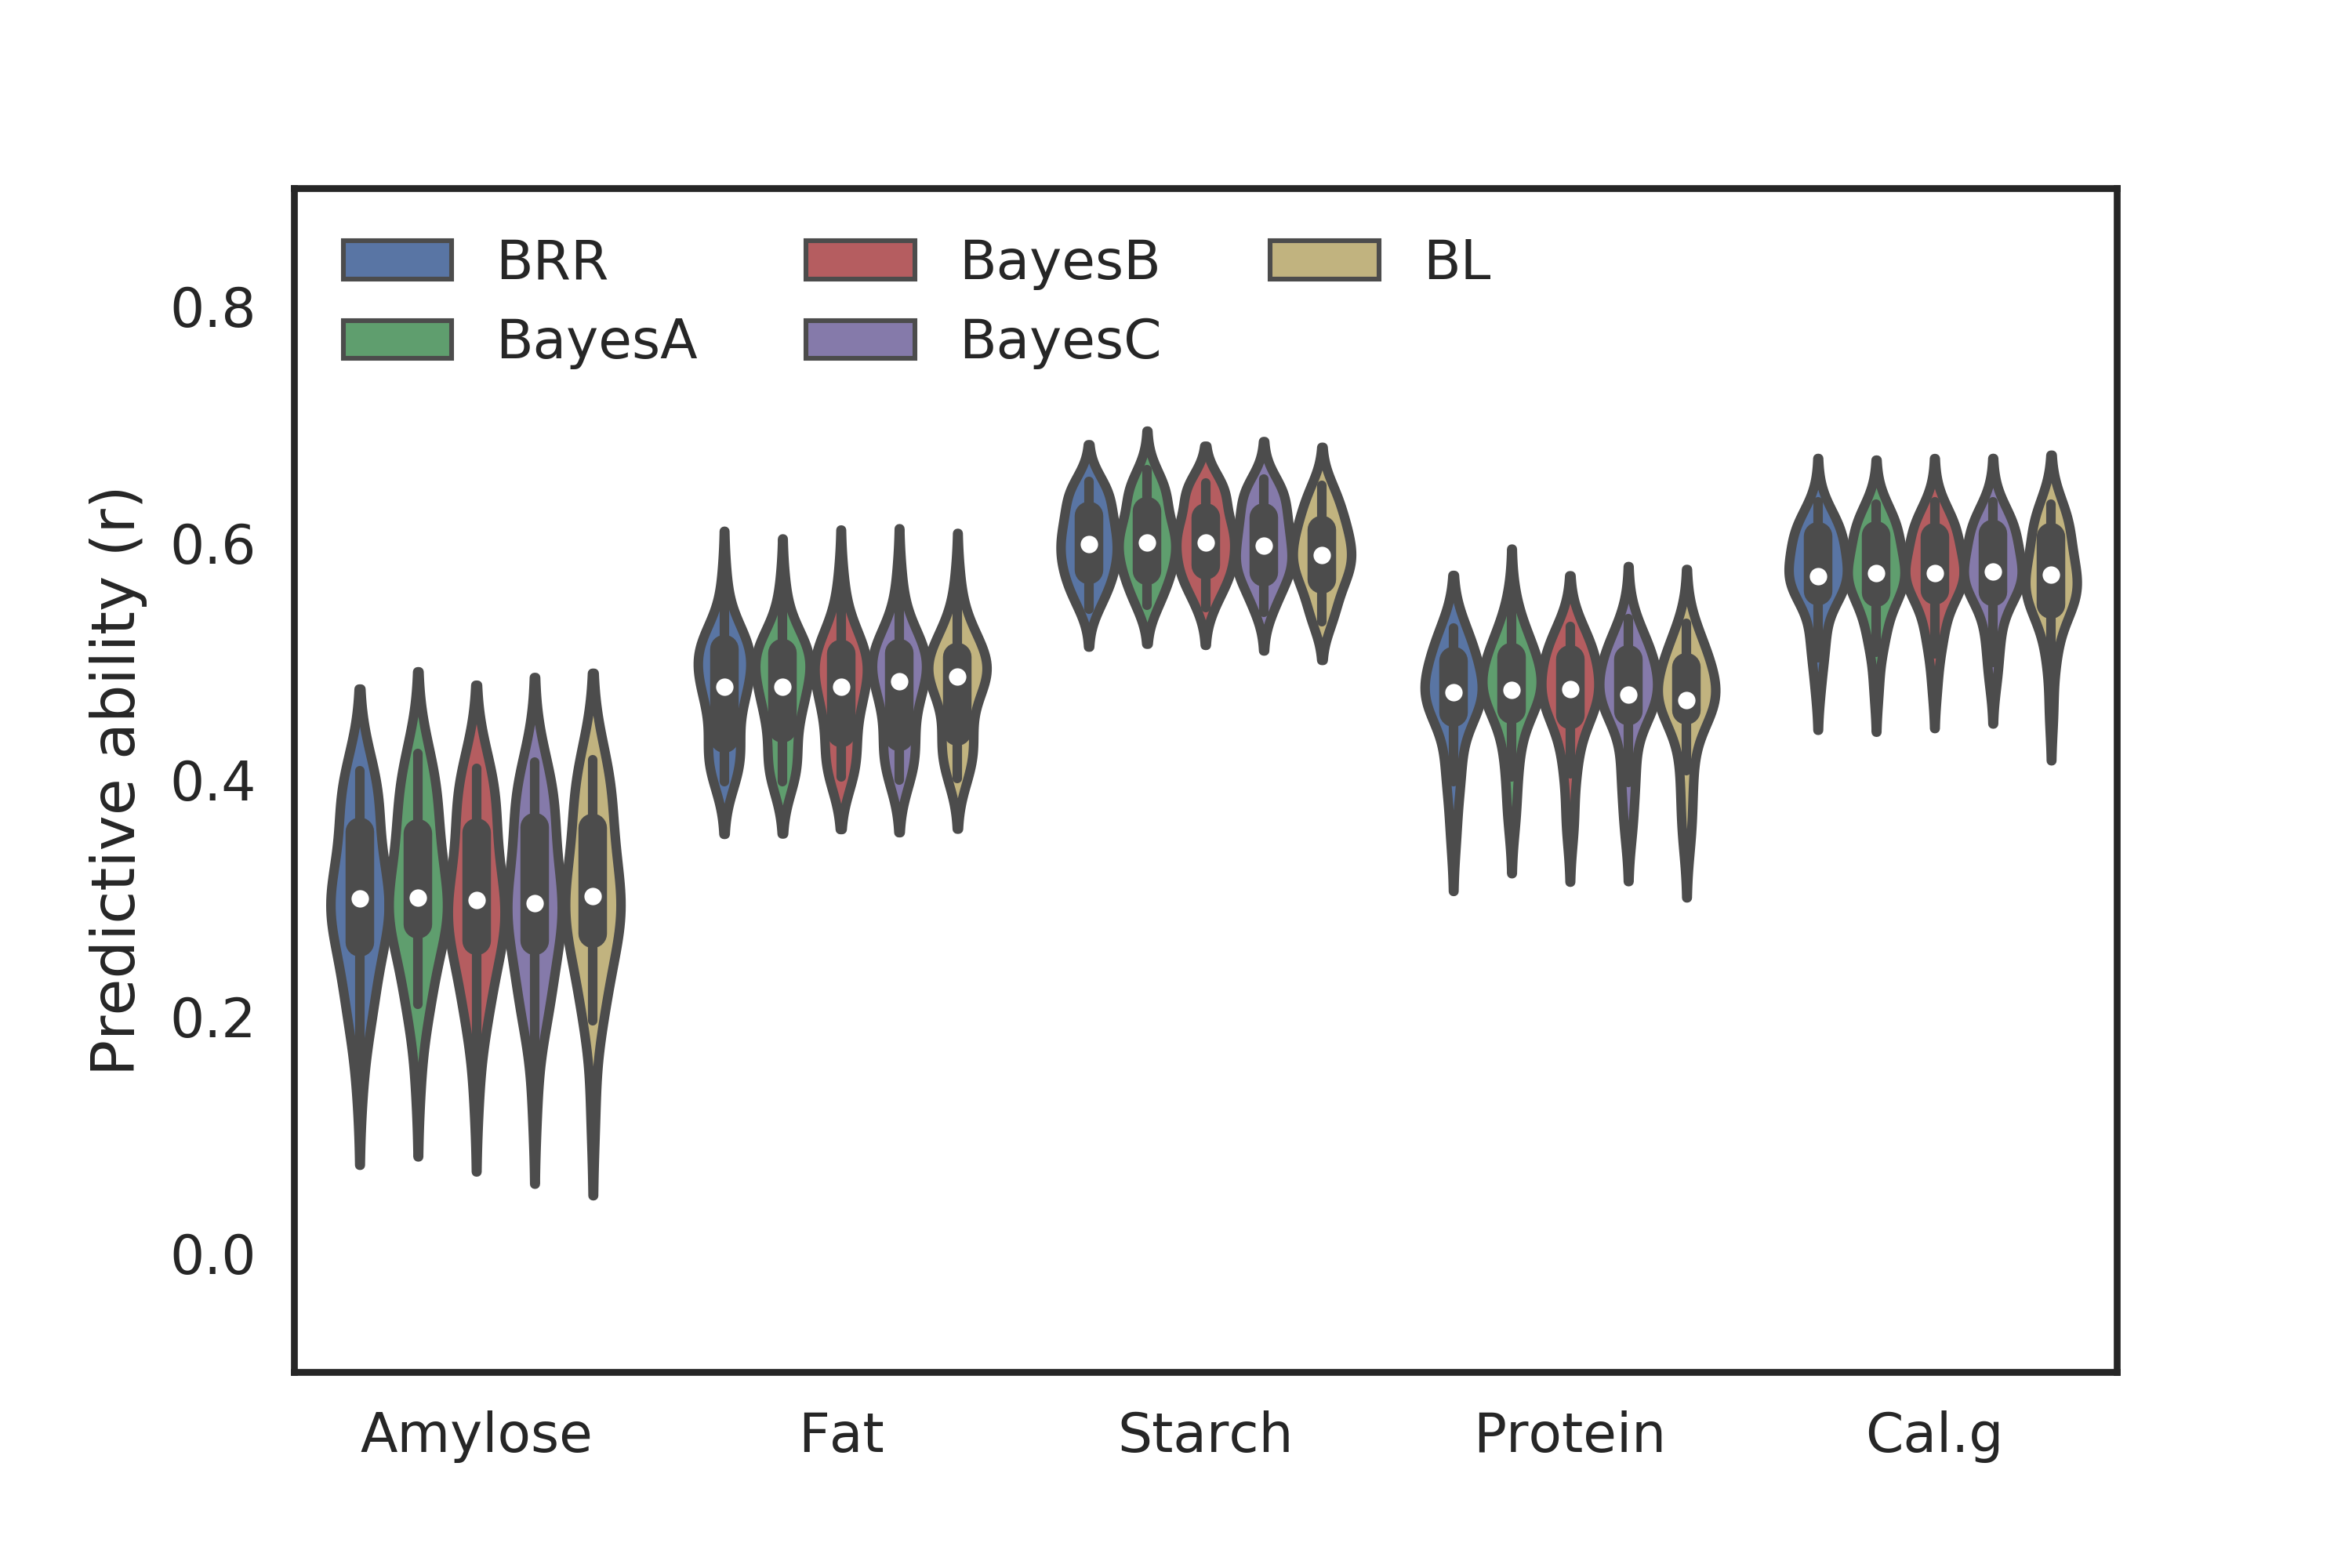 BRR BayesB BL
BayesA BayesC
Predictive ability (r)
0.8
0.6
0.4
0.2
0.0
Amylose Fat Starch Protein Cal.g